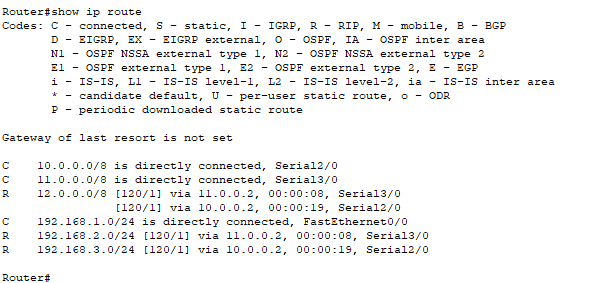 Router#show ip route
Codes: C - connected, S - static, I - IGRP, R - RIP, M - mobile, B - BGP
       D - EIGRP, EX - EIGRP external, O - OSPF, IA - OSPF inter area
       N1 - OSPF NSSA external type 1, N2 - OSPF NSSA external type 2
       E1 - OSPF external type 1, E2 - OSPF external type 2, E - EGP
       i - IS-IS, L1 - IS-IS level-1, L2 - IS-IS level-2, ia - IS-IS inter area
       * - candidate default, U - per-user static route, o - ODR
       P - periodic downloaded static route
Gateway of last resort is not set
C    10.0.0.0/8 is directly connected, Serial2/0
C    11.0.0.0/8 is directly connected, Serial3/0
R    12.0.0.0/8 [120/1] via 11.0.0.2, 00:00:08, Serial3/0
                [120/1] via 10.0.0.2, 00:00:19, Serial2/0
C    192.168.1.0/24 is directly connected, FastEthernet0/0
R    192.168.2.0/24 [120/1] via 11.0.0.2, 00:00:08, Serial3/0
R    192.168.3.0/24 [120/1] via 10.0.0.2, 00:00:19, Serial2/0
Router#